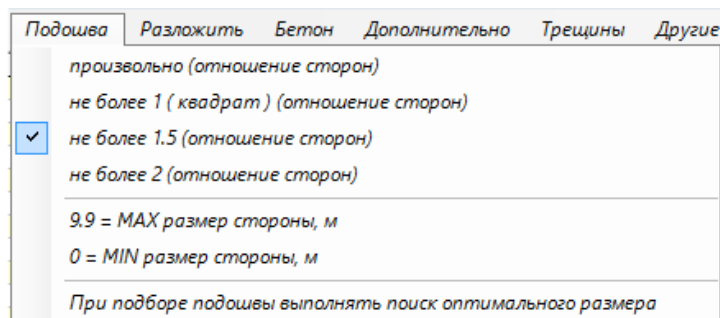 Подошва Разложить Бетон Дополнительно Трещины Другие
произвольно (отношение сторон)
не более 1 ( квадрат ) (отношение сторон)
не более 1.5 (отношение сторон)
не более 2 (отношение сторон)
9.9 = MAX размер стороны, м
0 = MIN размер стороны, м
При подборе подошвы выполнять поиск оптимального размера